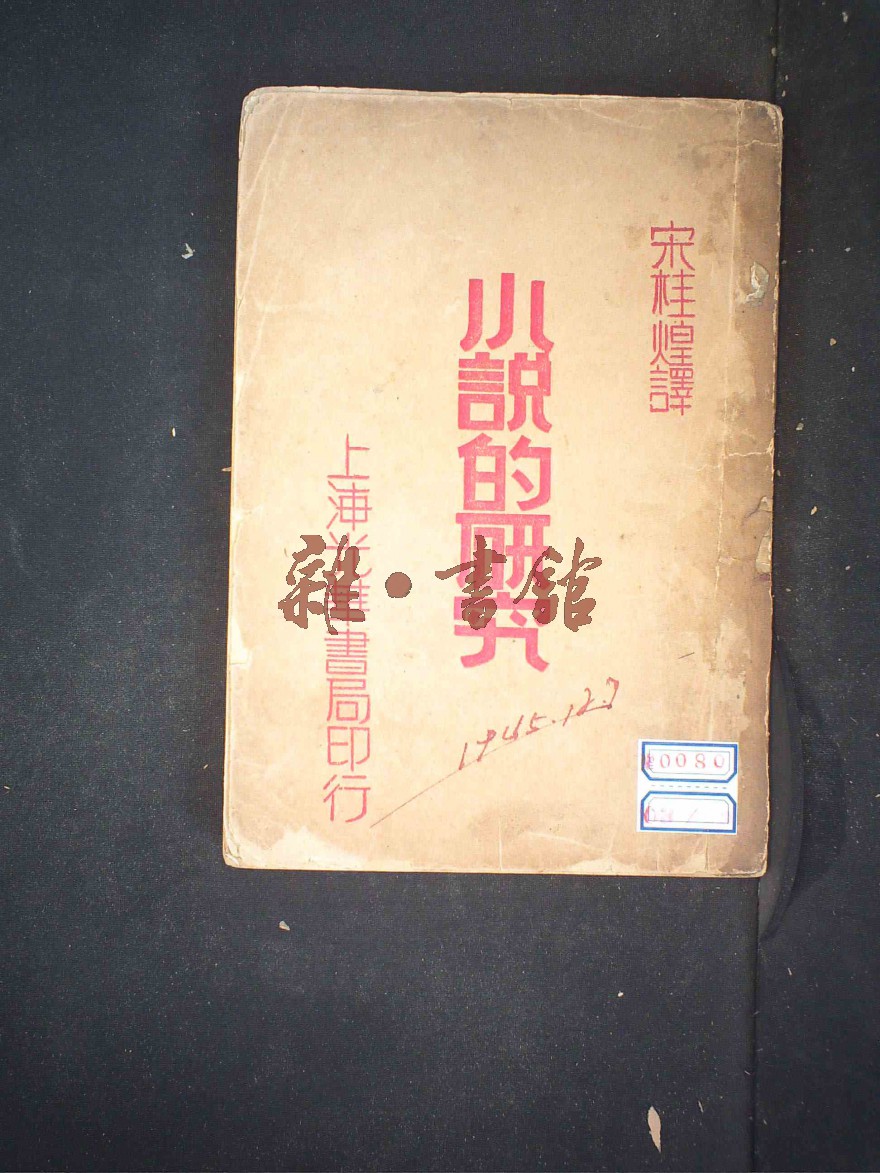 宋桂煌譯
小說的研究
上海光華書局印行
雜·書館
1945.12.7
0080